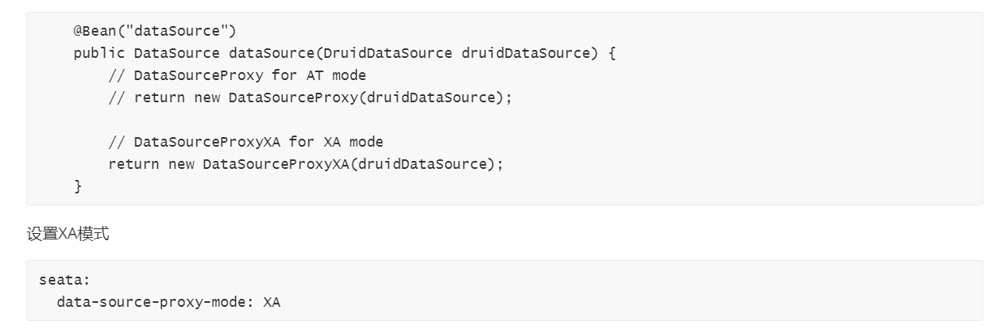 @Bean("dataSource")
public DataSource dataSource(DruidDataSource druidDataSource) {
// DataSourceProxy for AT mode
// return new DataSourceProxy(druidDataSource);
// DataSourceProxyXA for XA mode
return new DataSourceProxyXA(druidDataSource);
}
设置XA模式
seata:
data-source-proxy-mode: XA